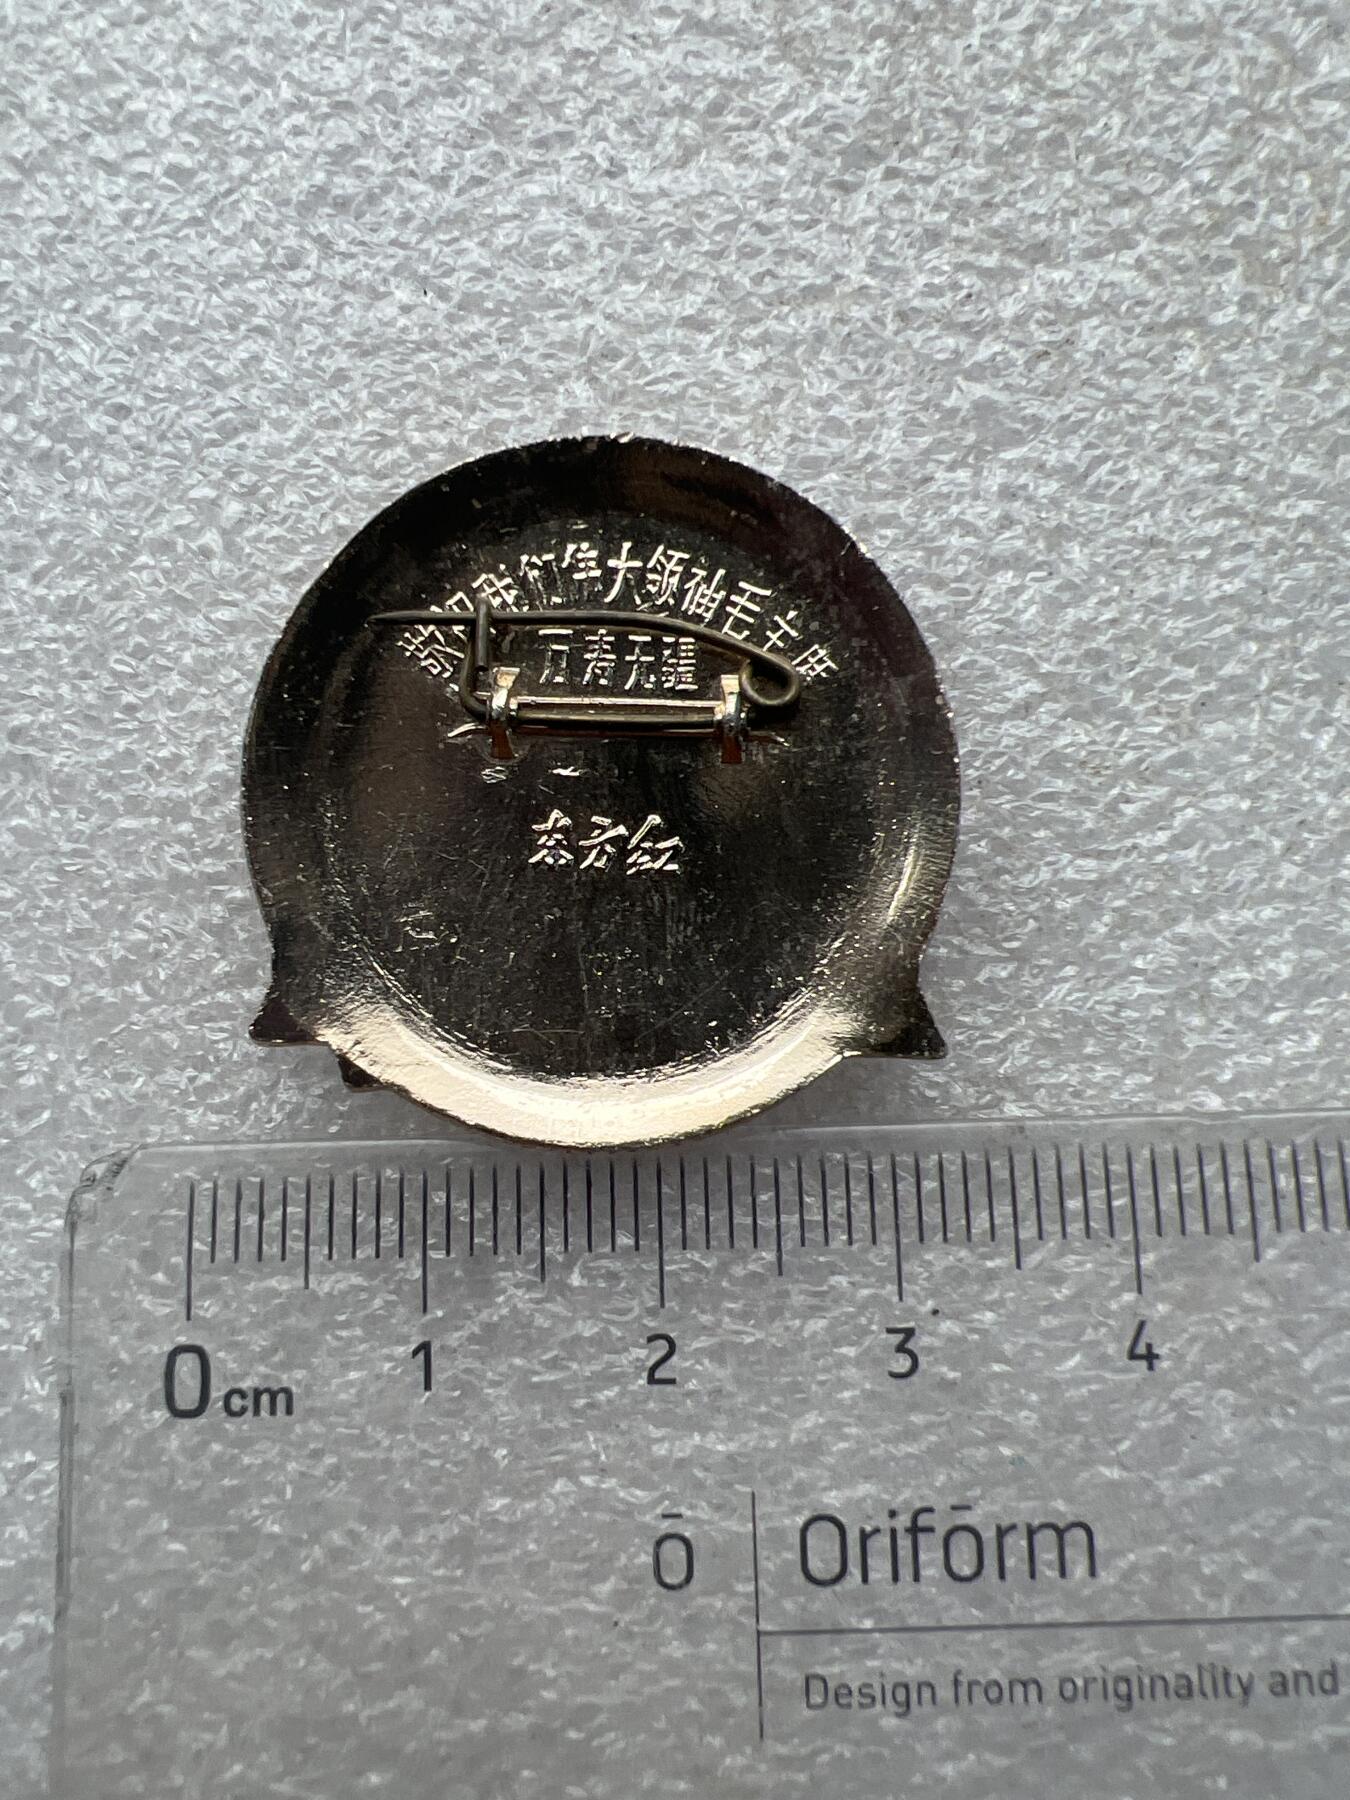 敬祝我们伟大领袖毛主席
万寿无疆
东方红
0cm 1 2 3 4
Ō Orifōrm
Design from originality and